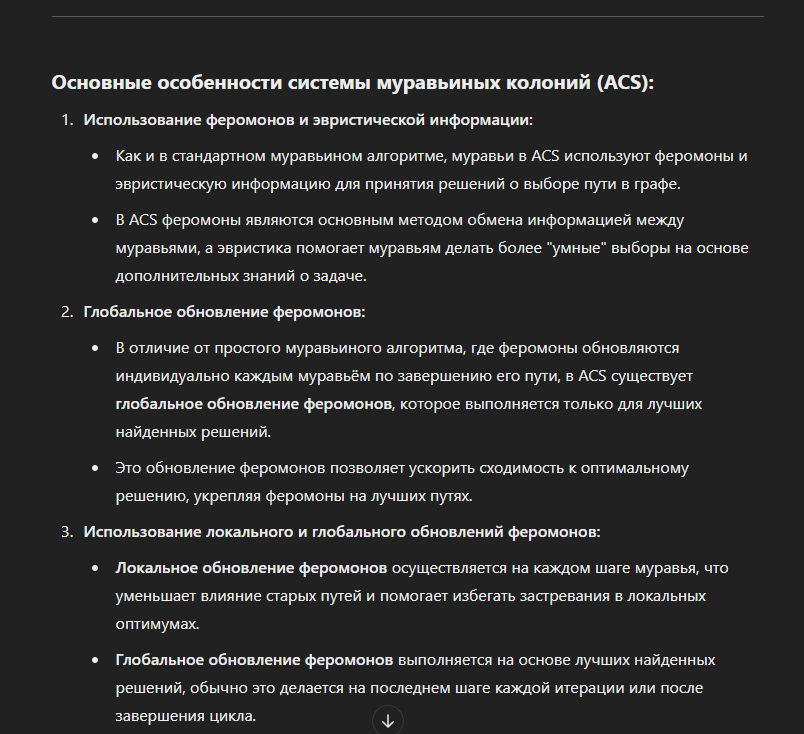 Основные особенности системы муравьиных колоний (ACS):
1. Использование феромонов и эвристической информации:
• Как и в стандартном муравьином алгоритме, муравьи в ACS используют феромоны и
эвристическую информацию для принятия решений о выборе пути в графе.
• В ACS феромоны являются основным методом обмена информацией между
муравьями, а эвристика помогает муравьям делать более "умные" выборы на основе
дополнительных знаний о задаче.
2. Глобальное обновление феромонов:
• В отличие от простого муравьиного алгоритма, где феромоны обновляются
индивидуально каждым муравьём по завершению его пути, в ACS существует
глобальное обновление феромонов, которое выполняется только для лучших
найденных решений.
• Это обновление феромонов позволяет ускорить сходимость к оптимальному
решению, укрепляя феромоны на лучших путях.
3. Использование локального и глобального обновлений феромонов:
• Локальное обновление феромонов осуществляется на каждом шаге муравья, что
уменьшает влияние старых путей и помогает избегать застревания в локальных
оптимумах.
• Глобальное обновление феромонов выполняется на основе лучших найденных
решений, обычно это делается на последнем шаге каждой итерации или после
завершения цикла.